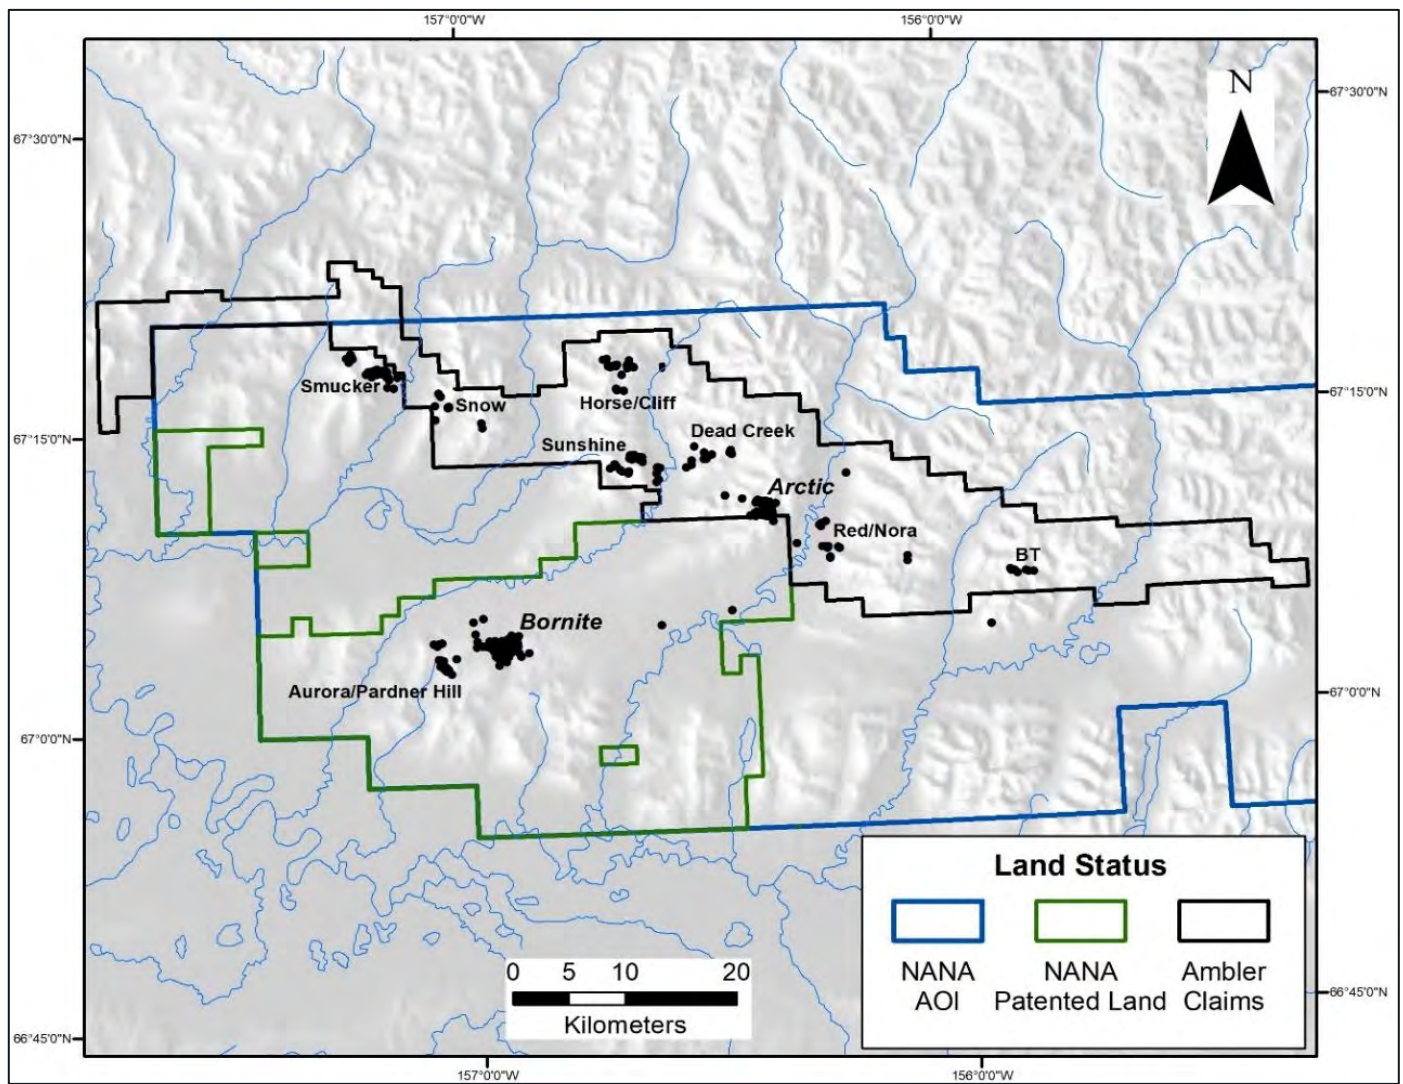 157°0'0"W
156°0'0"W
N
67°30'0"N
67°30'0"N
Smucker
Snow
Horse/Cliff
67°15'0"N
67°15'0"N
Sunshine
Dead Creek
Arctic
Red/Nora
BT
Bornite
Aurora/Pardner Hill
67°0'0"N
67°0'0"N
Land Status
NANA
AOI
NANA
Patented Land
Ambler
Claims
0 5 10 20
Kilometers
66°45'0"N
66°45'0"N
157°0'0"W
156°0'0"W